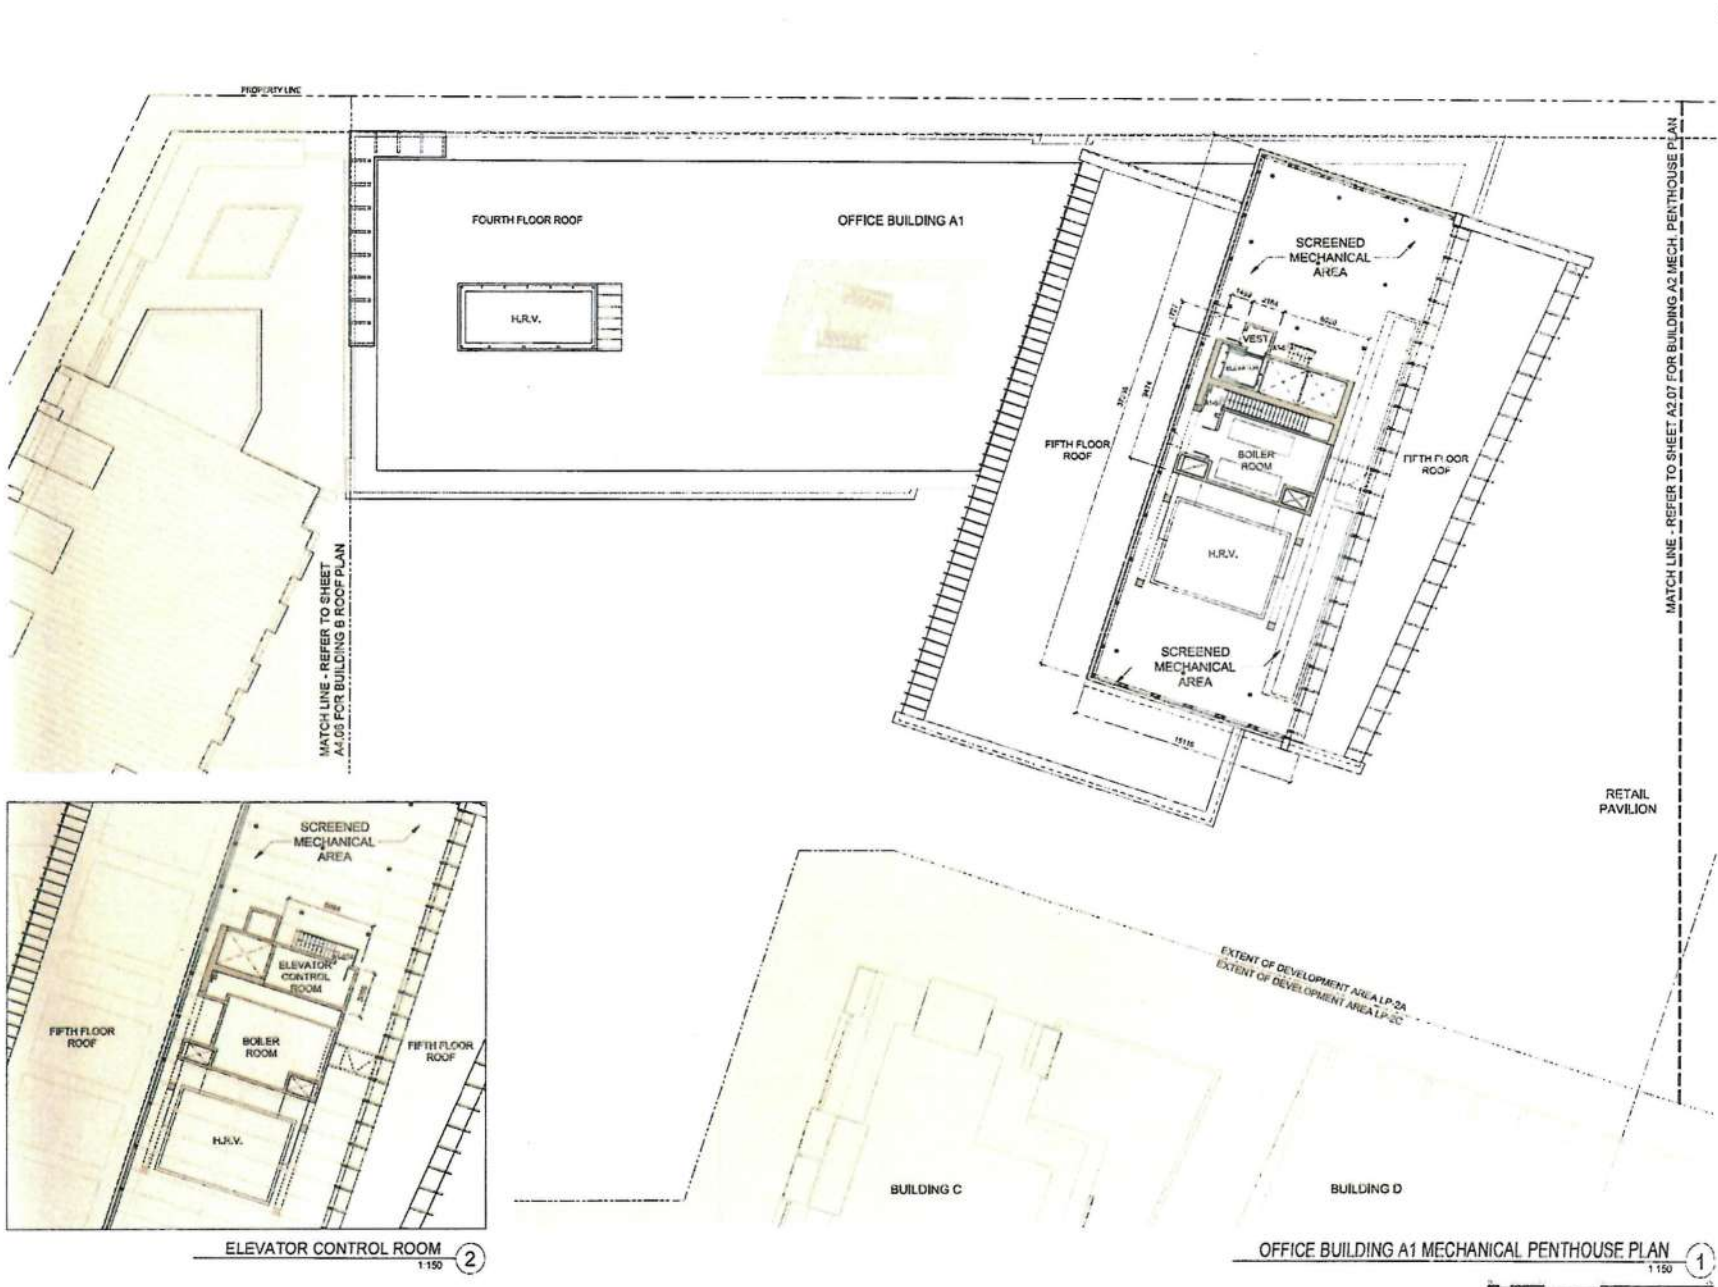 PROPERTY LINE
FOURTH FLOOR ROOF
OFFICE BUILDING A1
H.R.V.
SCREENED
MECHANICAL
AREA
VEST
ELEVATOR
9474
BOILER
ROOM
FIFTH FLOOR
ROOF
FIFTH FLOOR
ROOF
H.R.V.
SCREENED
MECHANICAL
AREA
15116
MATCH LINE - REFER TO SHEET
A4.06 FOR BUILDING B ROOF PLAN
MATCH LINE - REFER TO SHEET A2.07 FOR BUILDING A2 MECH. PENTHOUSE PLAN
RETAIL
PAVILION
EXTENT OF DEVELOPMENT AREA LP-2A
EXTENT OF DEVELOPMENT AREA LP-2C
BUILDING C
BUILDING D
SCREENED
MECHANICAL
AREA
ELEVATOR
CONTROL
ROOM
FIFTH FLOOR
ROOF
BOILER
ROOM
FIFTH FLOOR
ROOF
H.R.V.
ELEVATOR CONTROL ROOM
1:150
2
OFFICE BUILDING A1 MECHANICAL PENTHOUSE PLAN
1:150
1